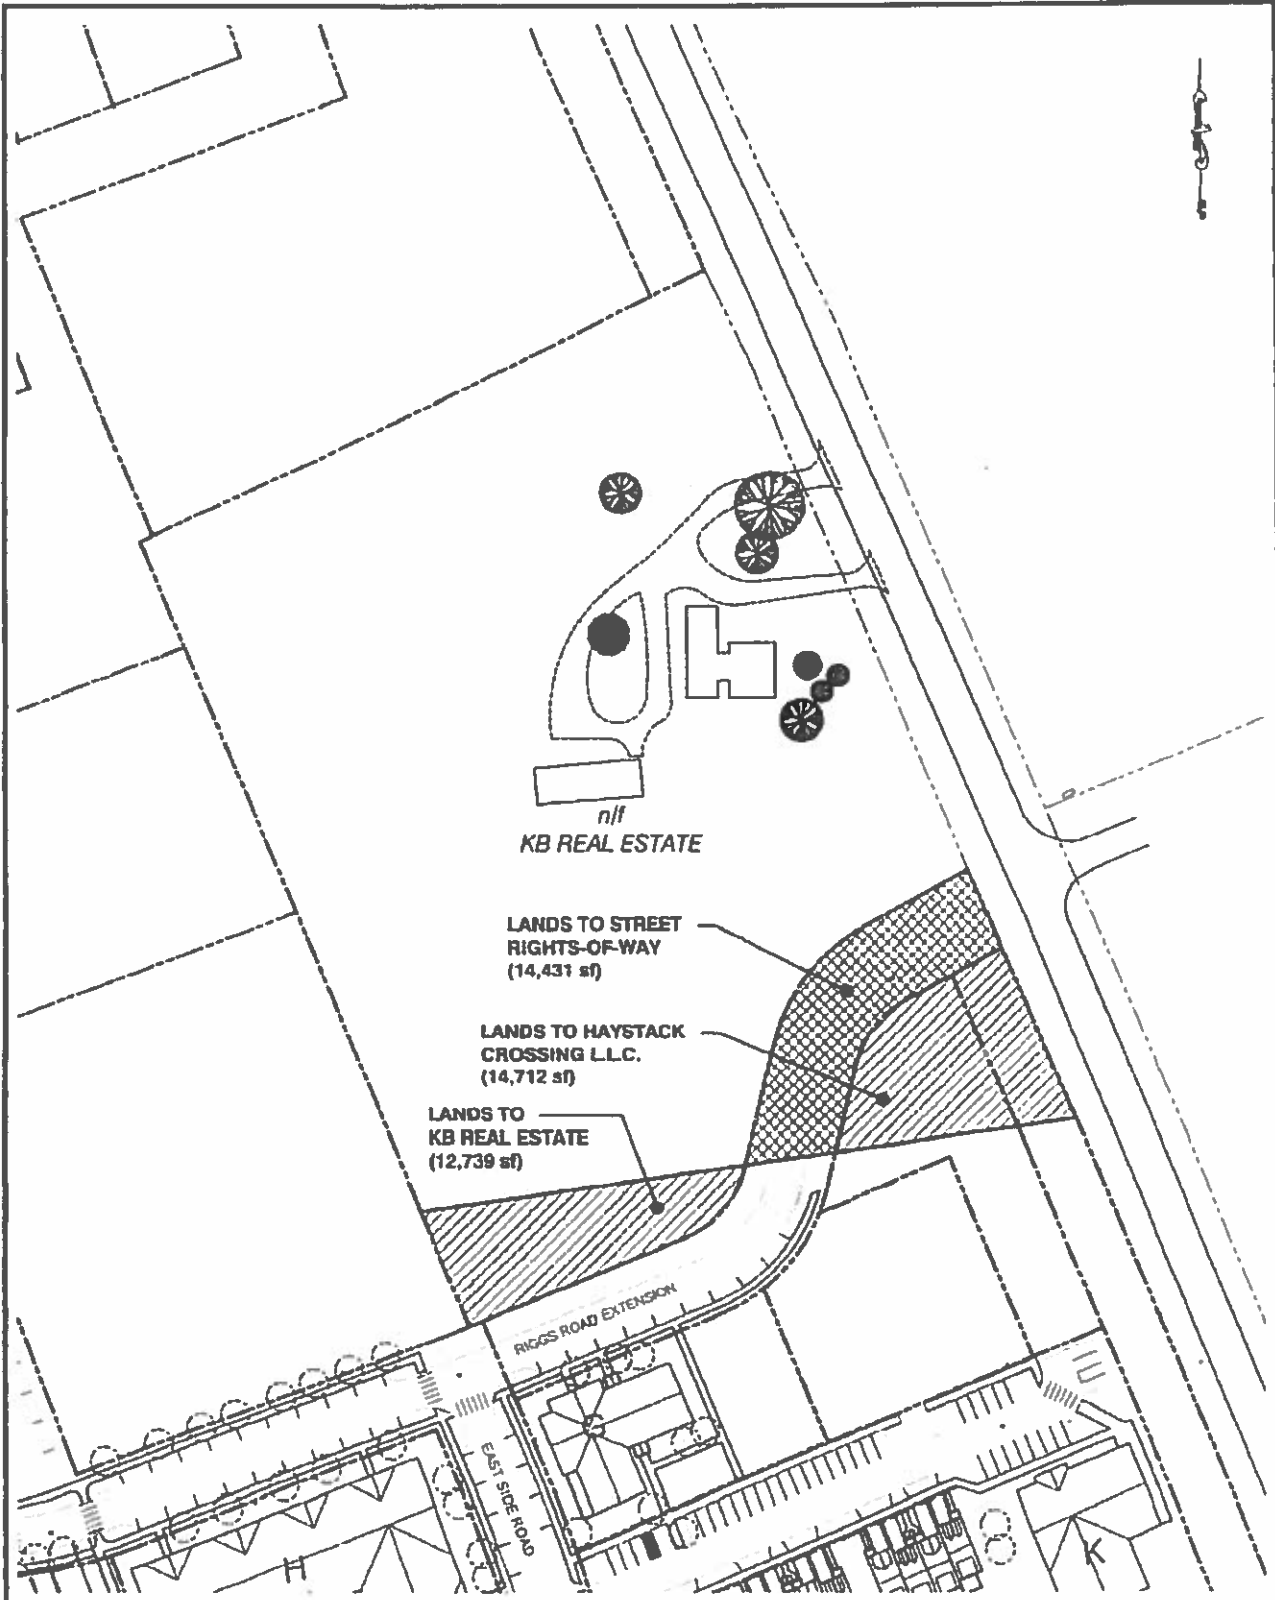 n/f
KB REAL ESTATE
LANDS TO STREET
RIGHTS-OF-WAY
(14,431 sf)
LANDS TO HAYSTACK
CROSSING L.L.C.
(14,712 sf)
LANDS TO
KB REAL ESTATE
(12,739 sf)
RIGGS ROAD EXTENSION
EAST SIDE ROAD
H
K